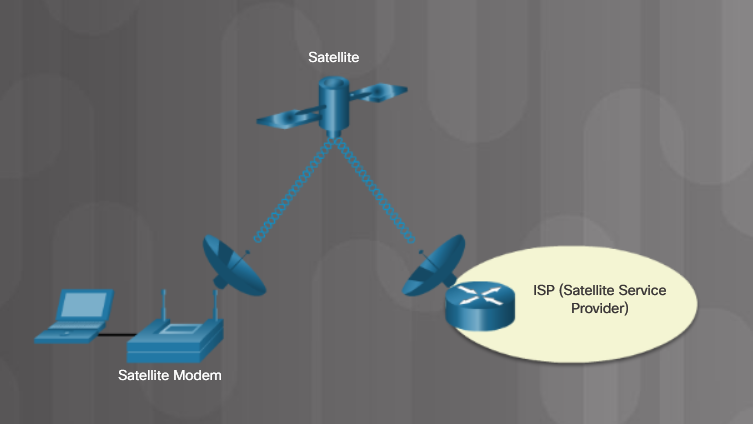 Satellite
ISP (Satellite Service
Provider)
Satellite Modem